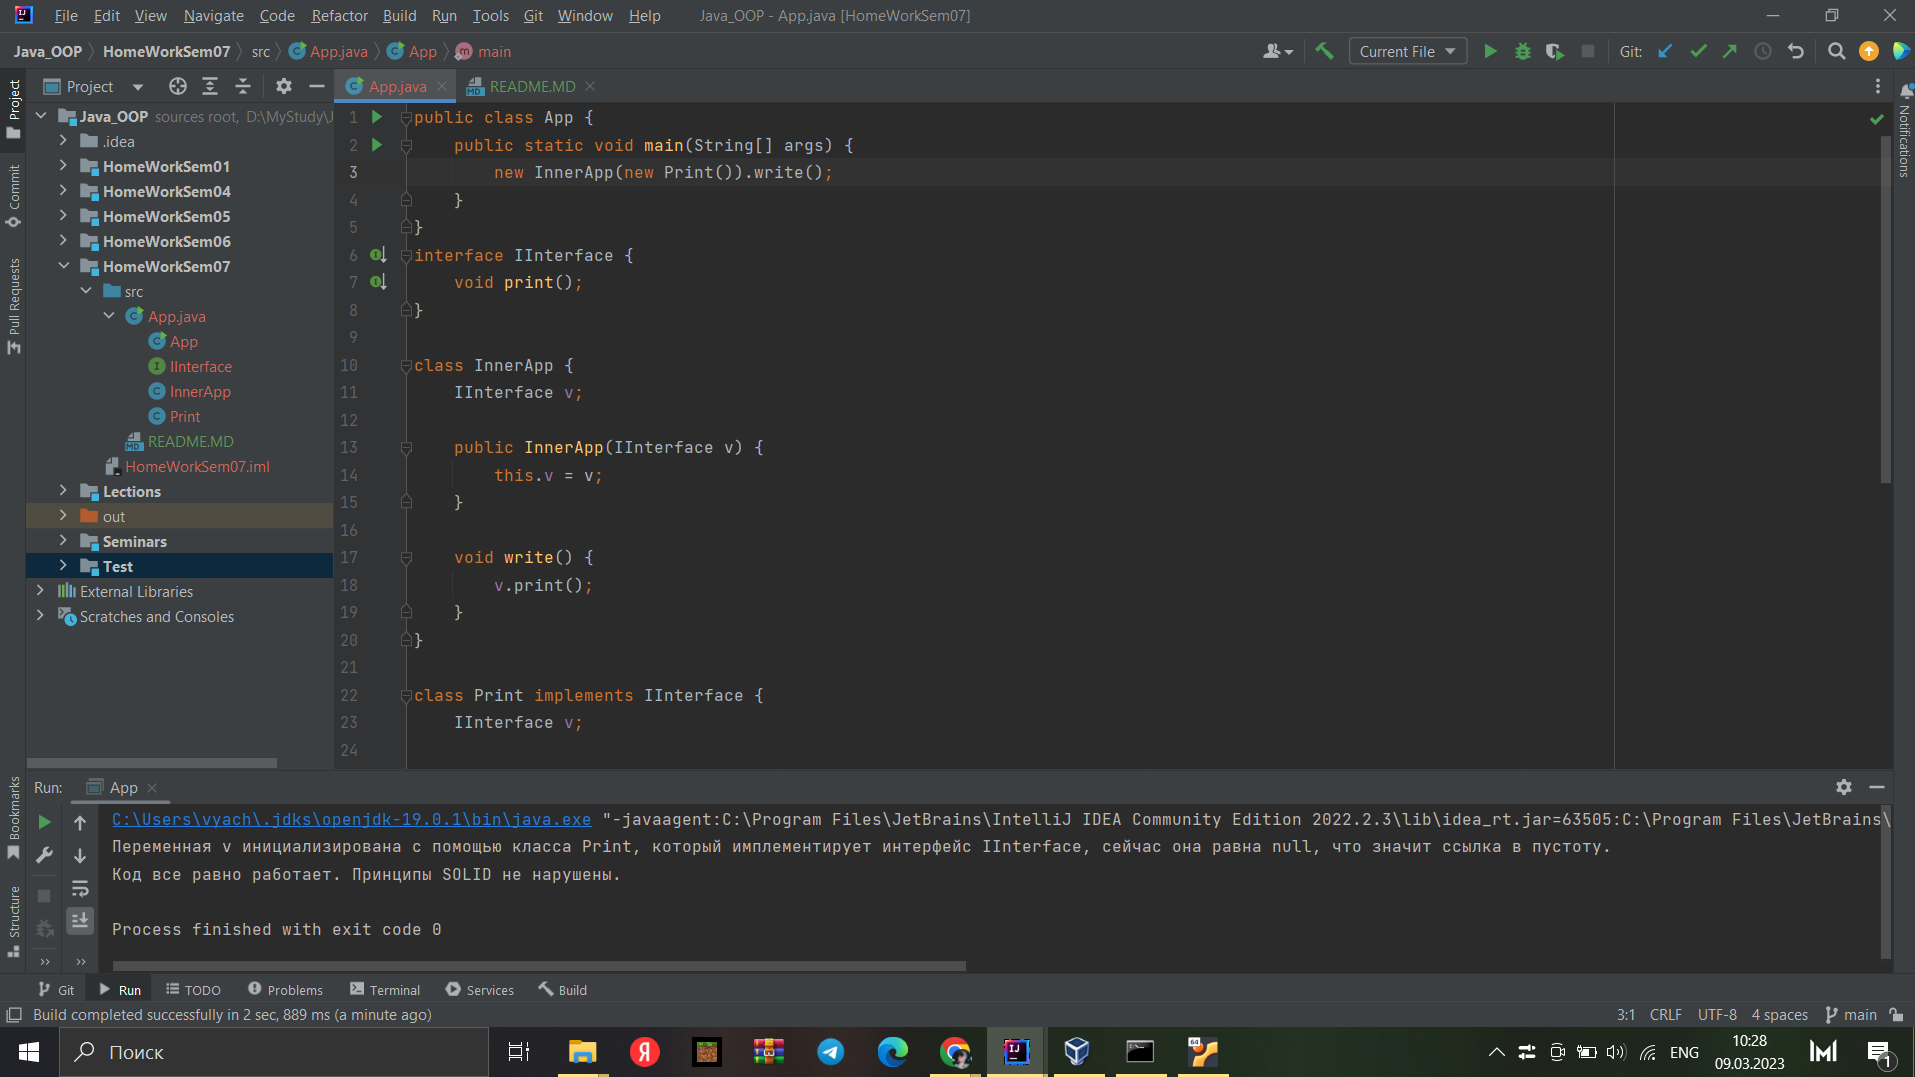 File Edit View Navigate Code Refactor Build Run Tools Git Window Help Java_OOP - App.java [HomeWorkSem07]
Java_OOP HomeWorkSem07 src App.java App main Current File Git:
Project App.java README.MD
Project
Commit
Pull Requests
Bookmarks
Structure
Notifications
Java_OOP sources root, D:\MyStudy\J
.idea
HomeWorkSem01
HomeWorkSem04
HomeWorkSem05
HomeWorkSem06
HomeWorkSem07
src
App.java
App
IInterface
InnerApp
Print
README.MD
HomeWorkSem07.iml
Lections
out
Seminars
Test
External Libraries
Scratches and Consoles
1 public class App {
2 public static void main(String[] args) {
3 new InnerApp(new Print()).write();
4 }
5 }
6 interface IInterface {
7 void print();
8 }
9
10 class InnerApp {
11 IInterface v;
12
13 public InnerApp(IInterface v) {
14 this.v = v;
15 }
16
17 void write() {
18 v.print();
19 }
20 }
21
22 class Print implements IInterface {
23 IInterface v;
24
Run: App
C:\Users\vyach\.jdks\openjdk-19.0.1\bin\java.exe "-javaagent:C:\Program Files\JetBrains\IntelliJ IDEA Community Edition 2022.2.3\lib\idea_rt.jar=63505:C:\Program Files\JetBrains\
Переменная v инициализирована с помощью класса Print, который имплементирует интерфейс IInterface, сейчас она равна null, что значит ссылка в пустоту.
Код все равно работает. Принципы SOLID не нарушены.
Process finished with exit code 0
Git Run TODO Problems Terminal Services Build
Build completed successfully in 2 sec, 889 ms (a minute ago) 3:1 CRLF UTF-8 4 spaces main
Поиск ENG 10:28
09.03.2023
1